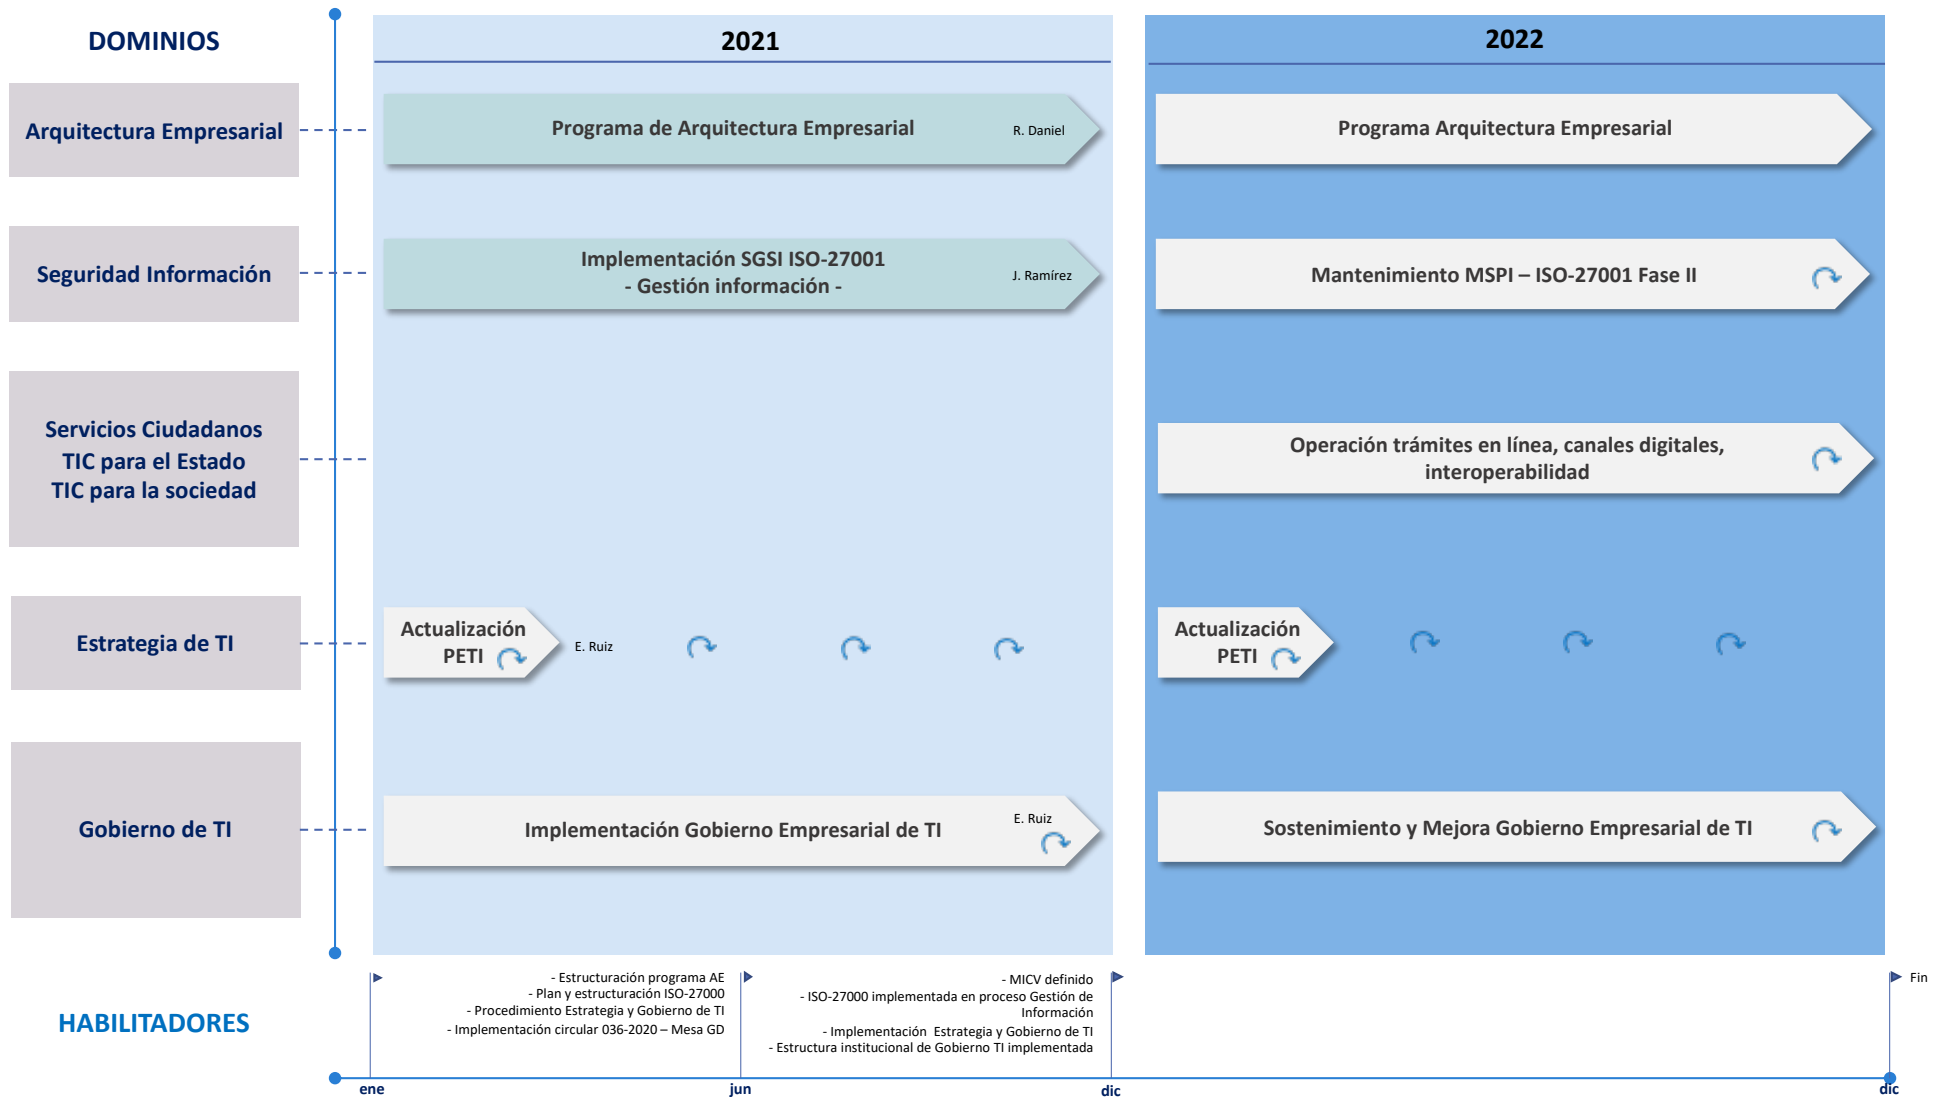 DOMINIOS
2021
2022
Arquitectura Empresarial
Programa de Arquitectura Empresarial
R. Daniel
Programa Arquitectura Empresarial
Seguridad Información
Implementación SGSI ISO-27001
- Gestión información -
J. Ramírez
Mantenimiento MSPI – ISO-27001 Fase II
Servicios Ciudadanos
TIC para el Estado
TIC para la sociedad
Operación trámites en línea, canales digitales,
interoperabilidad
Estrategia de TI
Actualización
PETI
E. Ruiz
Actualización
PETI
Gobierno de TI
Implementación Gobierno Empresarial de TI
E. Ruiz
Sostenimiento y Mejora Gobierno Empresarial de TI
HABILITADORES
- Estructuración programa AE
- Plan y estructuración ISO-27000
- Procedimiento Estrategia y Gobierno de TI
- Implementación circular 036-2020 – Mesa GD
- MICV definido
- ISO-27000 implementada en proceso Gestión de
Información
- Implementación  Estrategia y Gobierno de TI
- Estructura institucional de Gobierno TI implementada
Fin
ene
jun
dic
dic